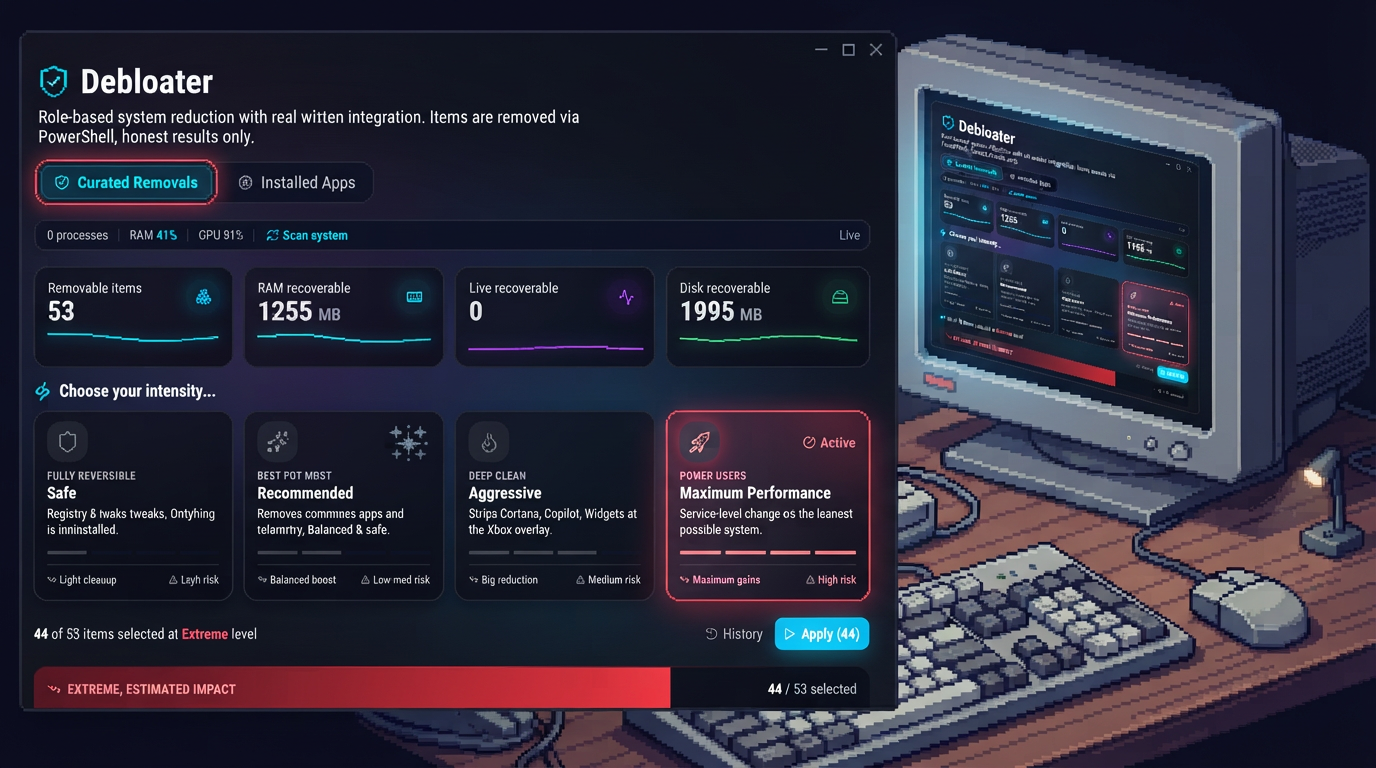 Debloater
Role-based system reduction with real witten integration. Items are removed via
PowerShell, honest results only.
Curated Removals
Installed Apps
0 processes
RAM 41%
GPU 91%
Scan system
Live
Removable items
53
RAM recoverable
1255 MB
Live recoverable
0
Disk recoverable
1995 MB
Choose your intensity...
FULLY REVERSIBLE
Safe
Registry & twaks tweaks, Ontyhing
is inninstalled.
Light cleauup
Layh risk
BEST POT MBST
Recommended
Removes commmnes apps and
telamrtty, Balanced & safe.
Balanced boost
Low med risk
DEEP CLEAN
Aggressive
Strips Cortana, Copilot, Widgets at
the Xbox overlay.
Big reduction
Medium risk
Active
POWER USERS
Maximum Performance
Service-level change os the leanest
possible system.
Maaimum gains
High risk
44 of 53 items selected at Extreme level
History
Apply (44)
EXTREME, ESTIMATED IMPACT
44 / 53 selected
Debloater
1265
0